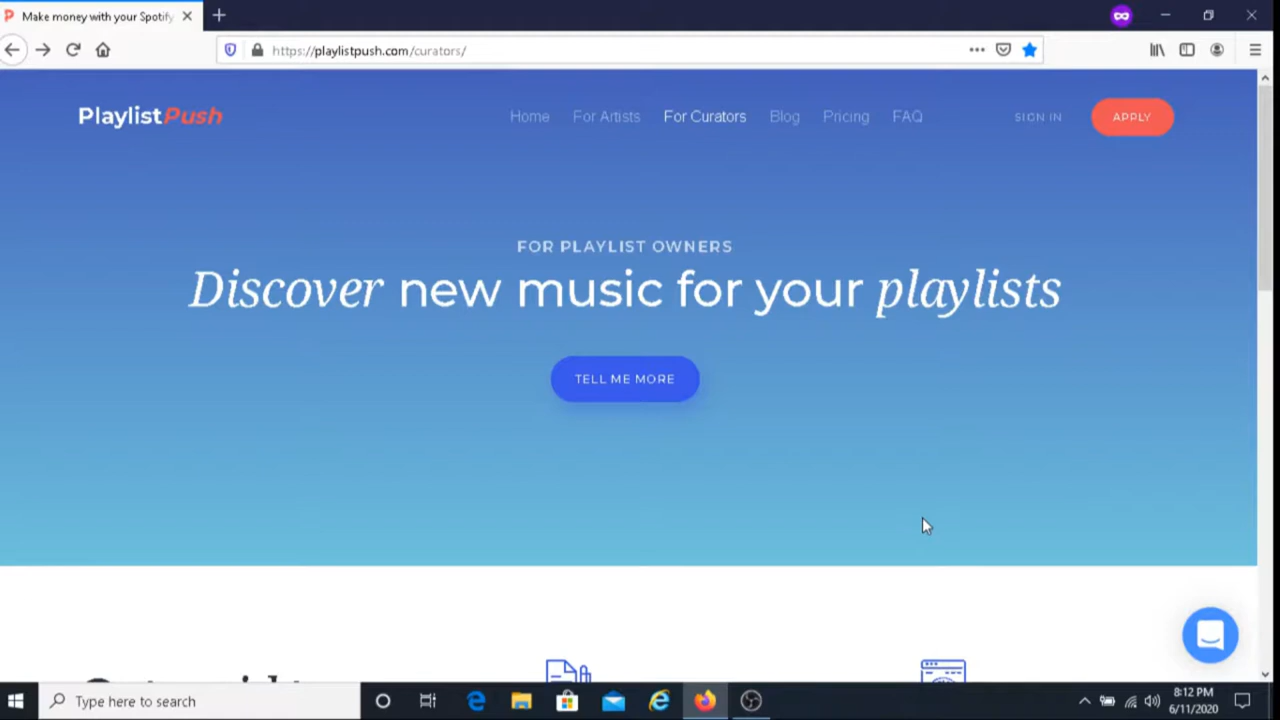 Make money with your Spotify
https://playlistpush.com/curators/
PlaylistPush
Home For Artists For Curators Blog Pricing FAQ SIGN IN APPLY
FOR PLAYLIST OWNERS
Discover new music for your playlists
TELL ME MORE
Type here to search
8:12 PM
6/11/2020